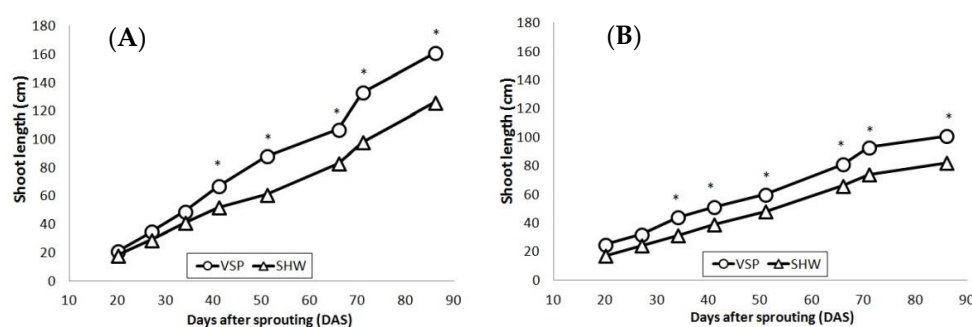 (A)
Shoot length (cm)
180
160
140
120
100
80
60
40
20
0
* * * * * *
VSP SHW
10 20 30 40 50 60 70 80 90
Days after sprouting (DAS)
(B)
Shoot length (cm)
180
160
140
120
100
80
60
40
20
0
* * * * * *
VSP SHW
10 20 30 40 50 60 70 80 90
Days after sprouting (DAS)